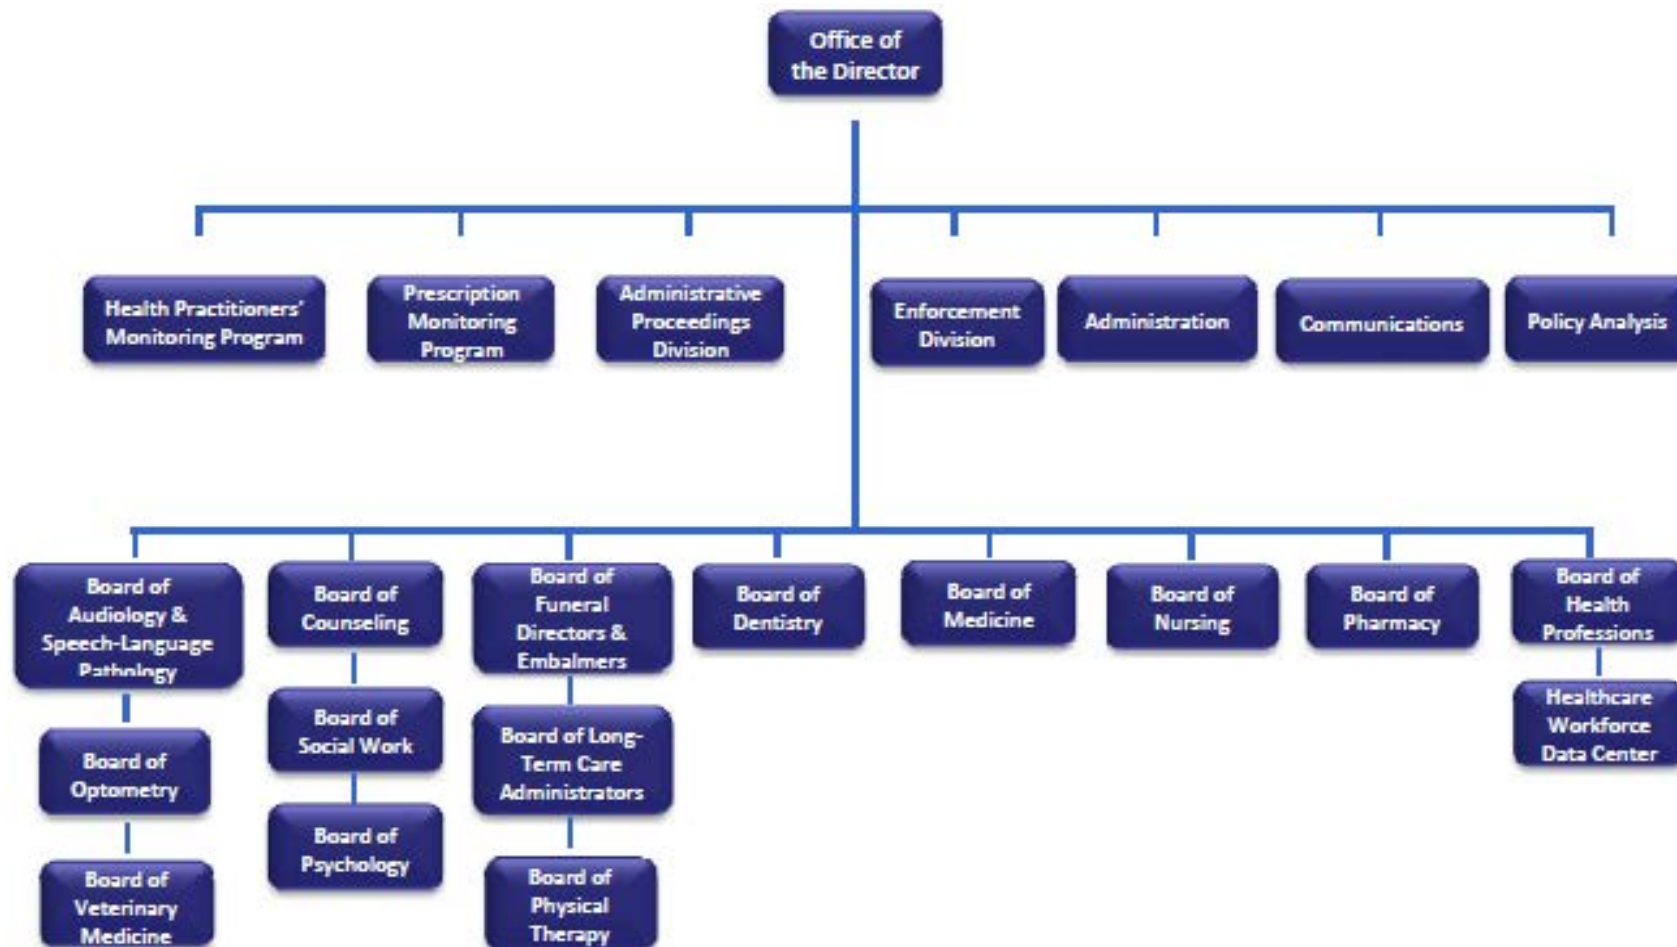 Office of
the Director
Health Practitioners'
Monitoring Program
Prescription
Monitoring
Program
Administrative
Proceedings
Division
Enforcement
Division
Administration
Communications
Policy Analysis
Board of
Audiology &
Speech-Language
Pathology
Board of
Counseling
Board of
Funeral
Directors &
Embalmers
Board of
Dentistry
Board of
Medicine
Board of
Nursing
Board of
Pharmacy
Board of
Health
Professions
Board of
Optometry
Board of
Social Work
Board of Long-
Term Care
Administrators
Healthcare
Workforce
Data Center
Board of
Veterinary
Medicine
Board of
Psychology
Board of
Physical
Therapy